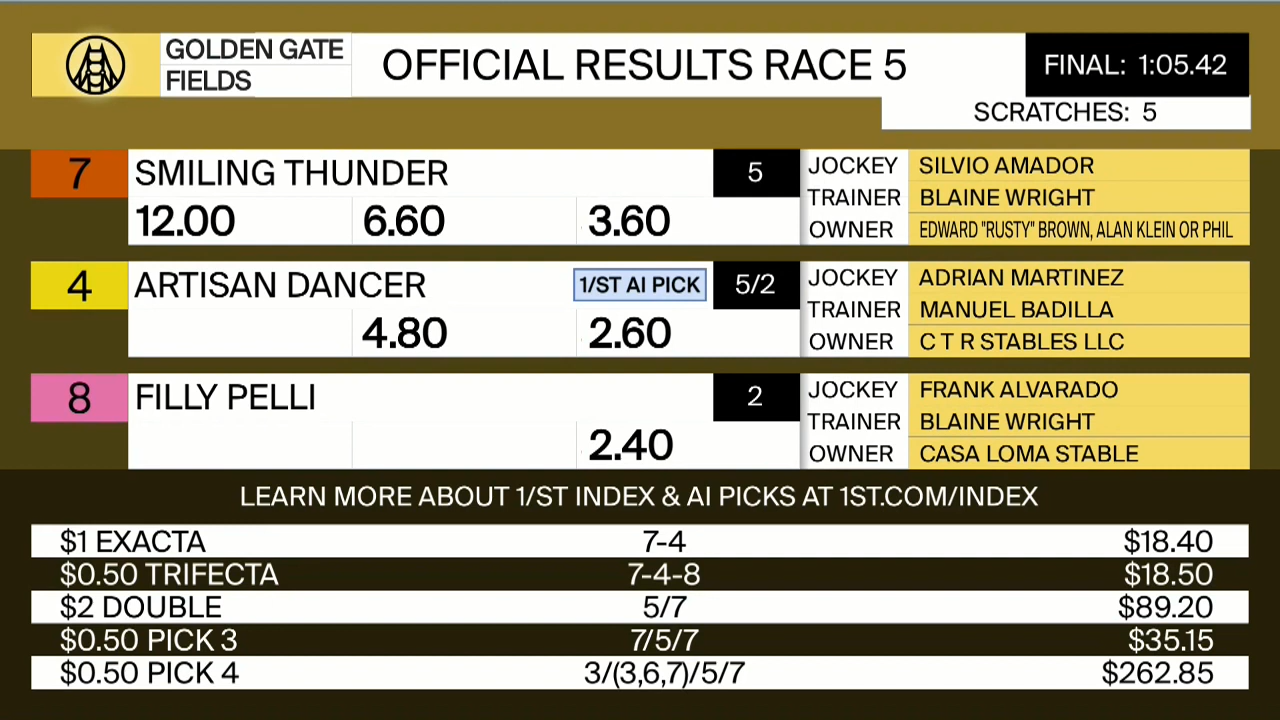 GOLDEN GATE
FIELDS
OFFICIAL RESULTS RACE 5
FINAL: 1:05.42
SCRATCHES: 5
7 SMILING THUNDER 5 JOCKEY SILVIO AMADOR
TRAINER BLAINE WRIGHT
12.00 6.60 3.60 OWNER EDWARD "RUSTY" BROWN, ALAN KLEIN OR PHIL
4 ARTISAN DANCER 1/ST AI PICK 5/2 JOCKEY ADRIAN MARTINEZ
TRAINER MANUEL BADILLA
4.80 2.60 OWNER C T R STABLES LLC
8 FILLY PELLI 2 JOCKEY FRANK ALVARADO
TRAINER BLAINE WRIGHT
2.40 OWNER CASA LOMA STABLE
LEARN MORE ABOUT 1/ST INDEX & AI PICKS AT 1ST.COM/INDEX
$1 EXACTA 7-4 $18.40
$0.50 TRIFECTA 7-4-8 $18.50
$2 DOUBLE 5/7 $89.20
$0.50 PICK 3 7/5/7 $35.15
$0.50 PICK 4 3/(3,6,7)/5/7 $262.85